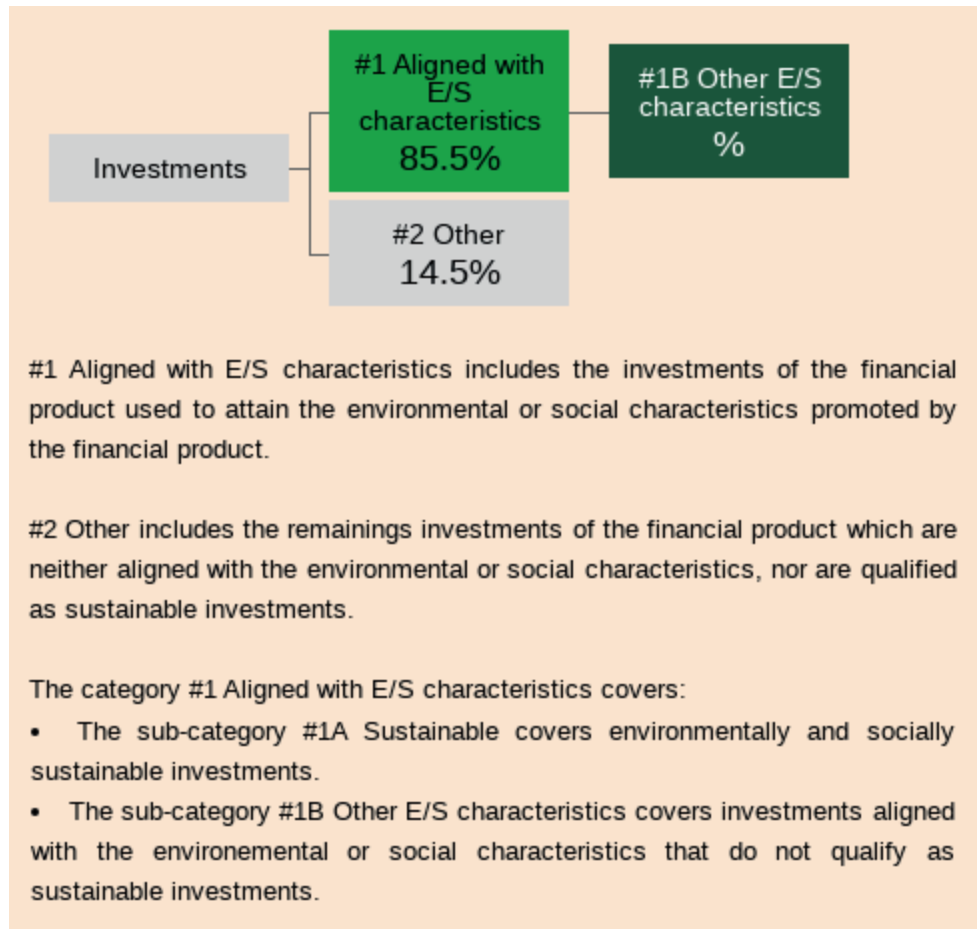 #1 Aligned with
E/S
characteristics
85.5%
#1B Other E/S
characteristics
%
Investments
#2 Other
14.5%
#1 Aligned with E/S characteristics includes the investments of the financial
product used to attain the environmental or social characteristics promoted by
the financial product.
#2 Other includes the remainings investments of the financial product which are
neither aligned with the environmental or social characteristics, nor are qualified
as sustainable investments.
The category #1 Aligned with E/S characteristics covers:
• The sub-category #1A Sustainable covers environmentally and socially
sustainable investments.
• The sub-category #1B Other E/S characteristics covers investments aligned
with the environemental or social characteristics that do not qualify as
sustainable investments.